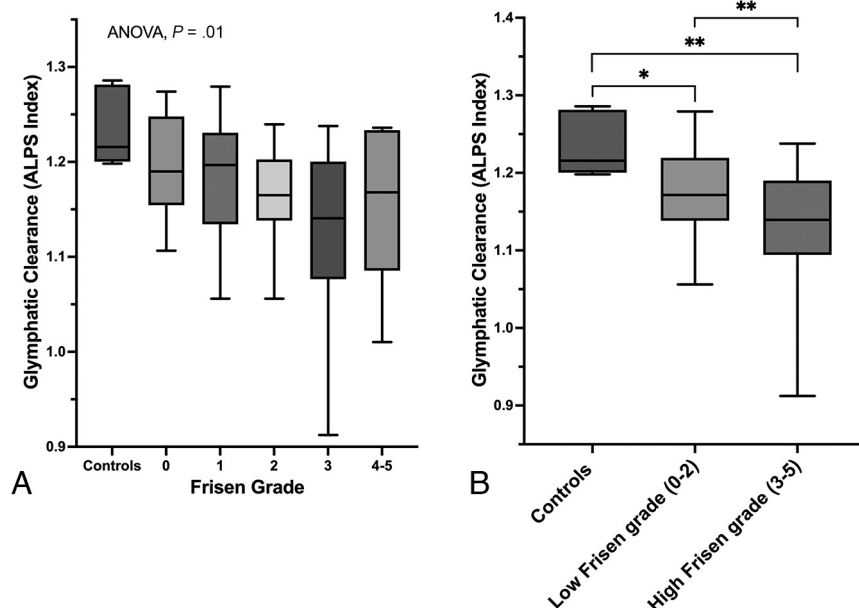 ANOVA, P = .01
Glymphatic Clearance (ALPS Index)
1.3
1.2
1.1
1.0
0.9
Controls 0 1 2 3 4-5
Frisen Grade
A
**
**
*
Glymphatic Clearance (ALPS Index)
1.4
1.3
1.2
1.1
1.0
0.9
Controls
Low Frisen grade (0-2)
High Frisen grade (3-5)
B